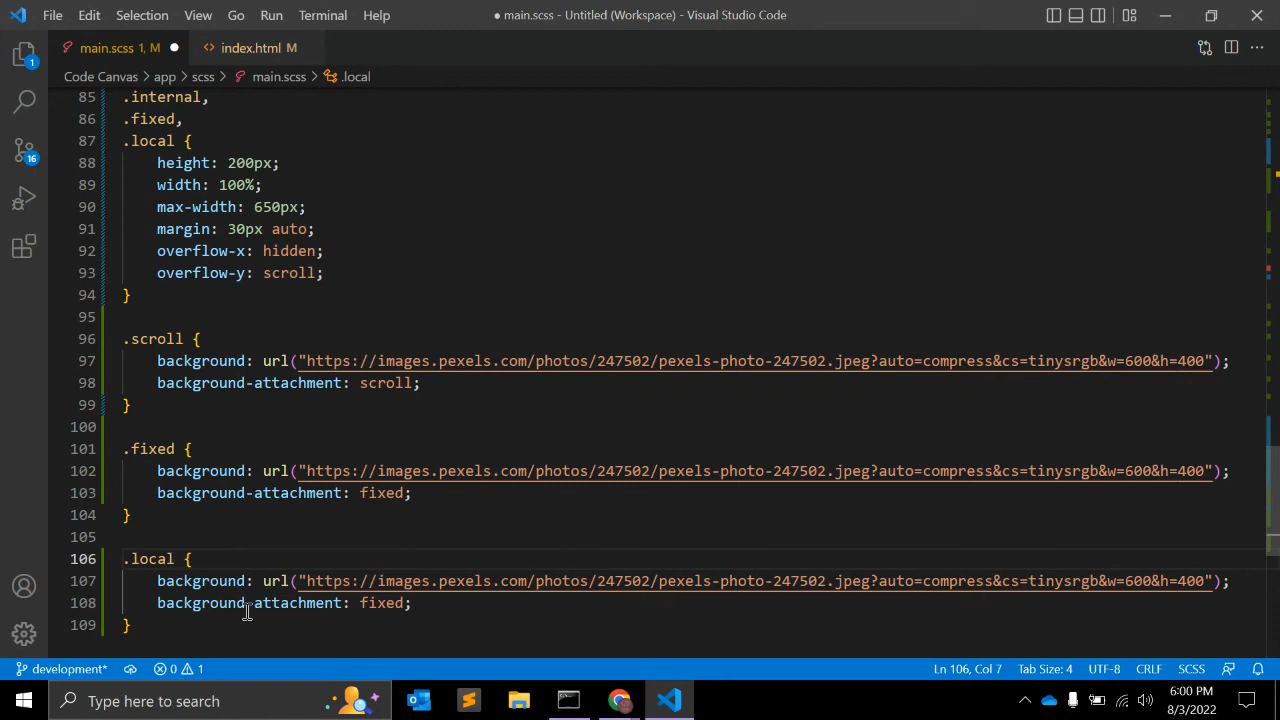 File Edit Selection View Go Run Terminal Help ● main.scss - Untitled (Workspace) - Visual Studio Code
main.scss 1, M ● <> index.html M
Code Canvas > app > scss > main.scss > .local
85 .internal,
86 .fixed,
87 .local {
88 height: 200px;
89 width: 100%;
90 max-width: 650px;
91 margin: 30px auto;
92 overflow-x: hidden;
93 overflow-y: scroll;
94 }
95
96 .scroll {
97 background: url("https://images.pexels.com/photos/247502/pexels-photo-247502.jpeg?auto=compress&cs=tinysrgb&w=600&h=400");
98 background-attachment: scroll;
99 }
100
101 .fixed {
102 background: url("https://images.pexels.com/photos/247502/pexels-photo-247502.jpeg?auto=compress&cs=tinysrgb&w=600&h=400");
103 background-attachment: fixed;
104 }
105
106 .local {
107 background: url("https://images.pexels.com/photos/247502/pexels-photo-247502.jpeg?auto=compress&cs=tinysrgb&w=600&h=400");
108 background-attachment: fixed;
109 }
1
16
development* 0 1 Ln 106, Col 7 Tab Size: 4 UTF-8 CRLF SCSS
Type here to search 6:00 PM
8/3/2022